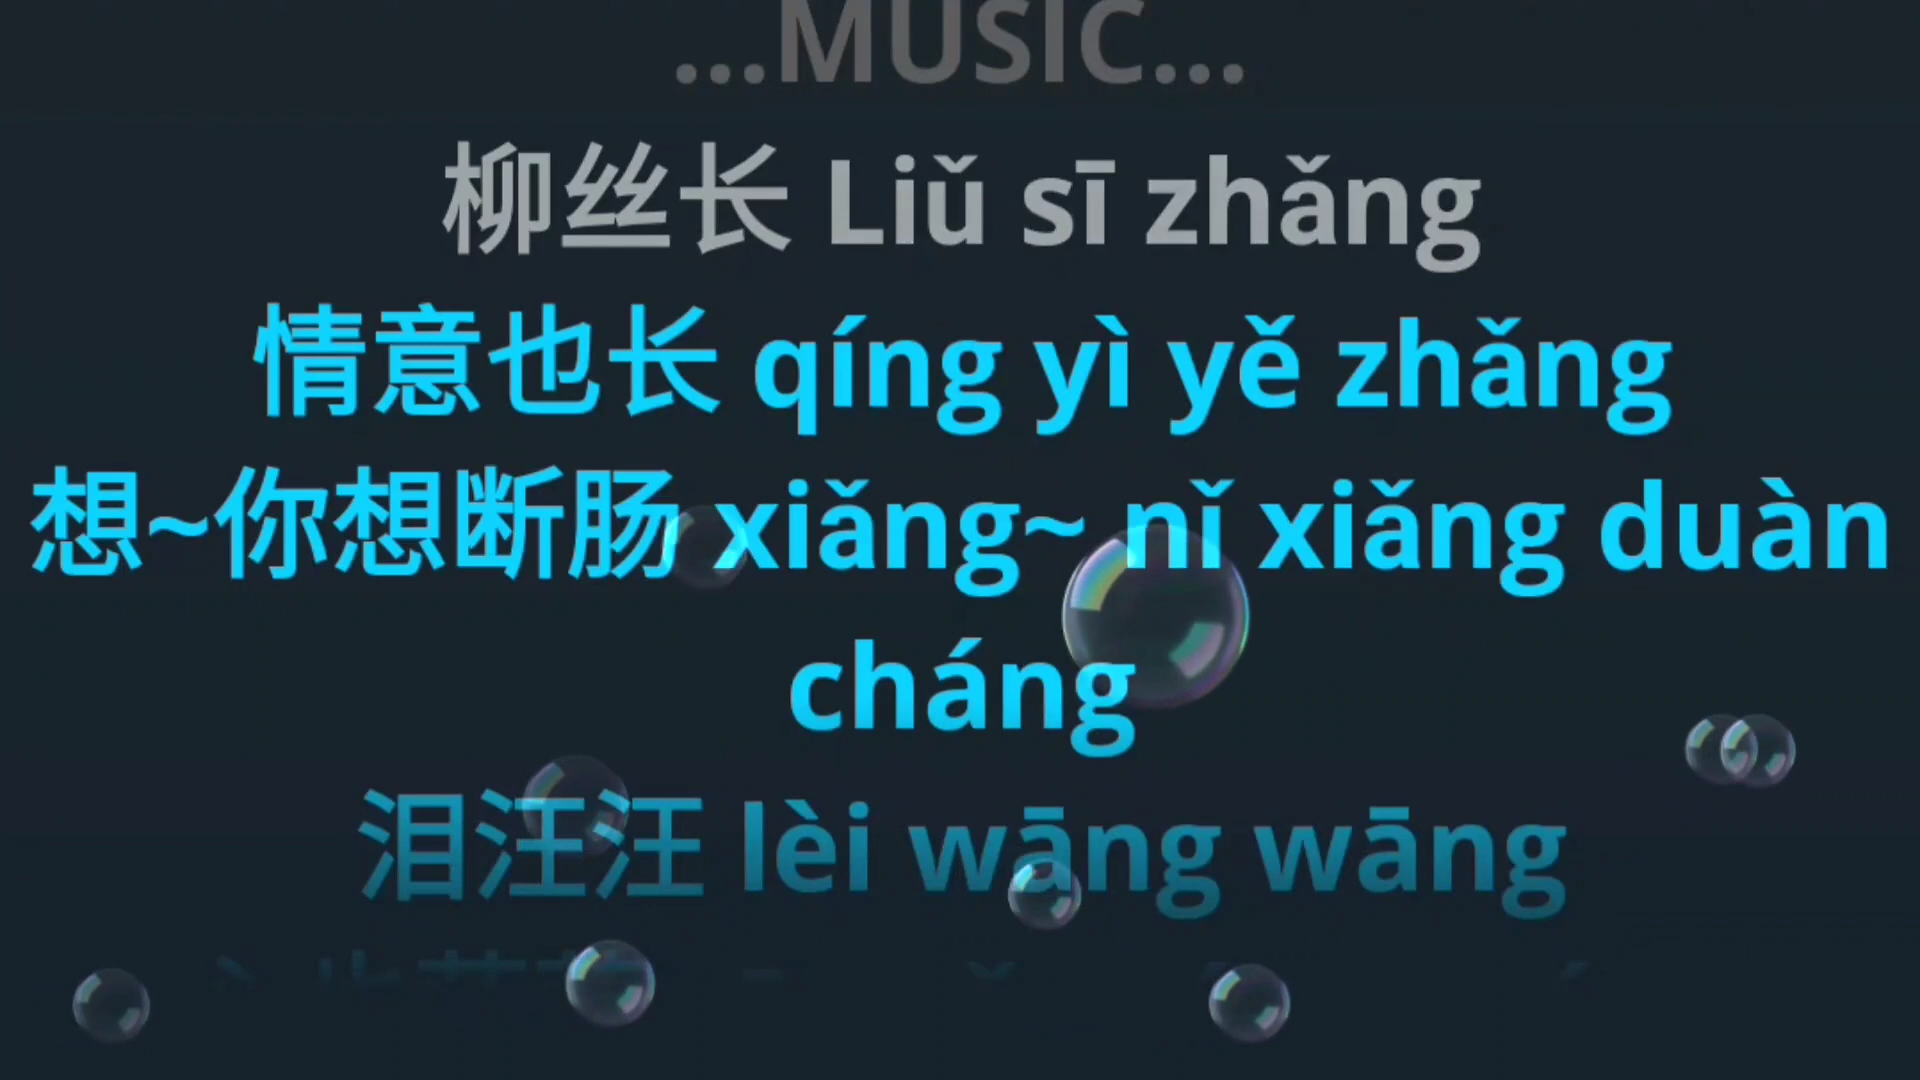 ...MUSIC...
柳丝长 Liǔ sī zhǎng
情意也长 qíng yì yě zhǎng
想~你想断肠 xiǎng~ nǐ xiǎng duàn
cháng
泪汪汪 lèi wāng wāng